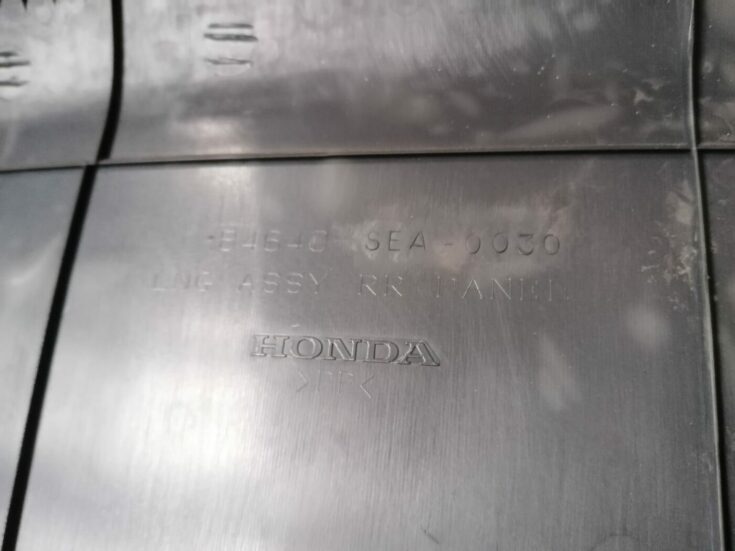 84640 SEA-0030
LNG ASSY RR PANEL
HONDA
>PP<